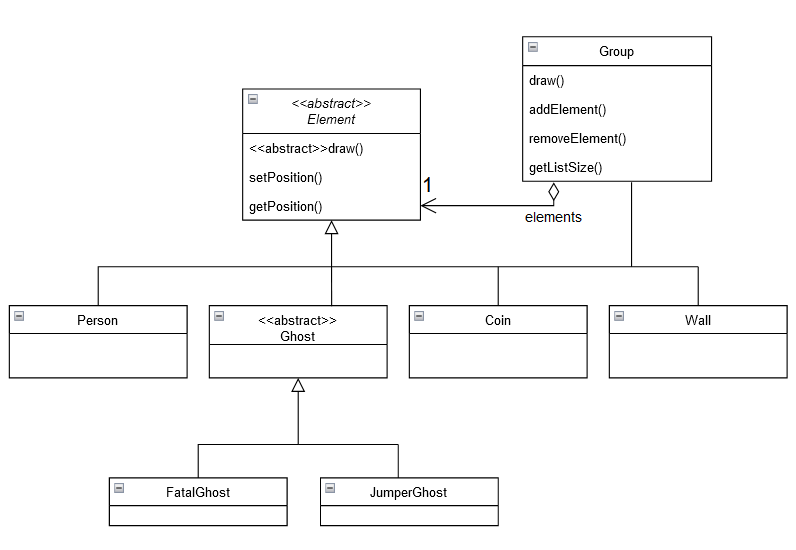 Group
draw()
addElement()
removeElement()
getListSize()
<<abstract>>
Element
<<abstract>>draw()
setPosition()
getPosition()
1
elements
Person
<<abstract>>
Ghost
Coin
Wall
FatalGhost
JumperGhost